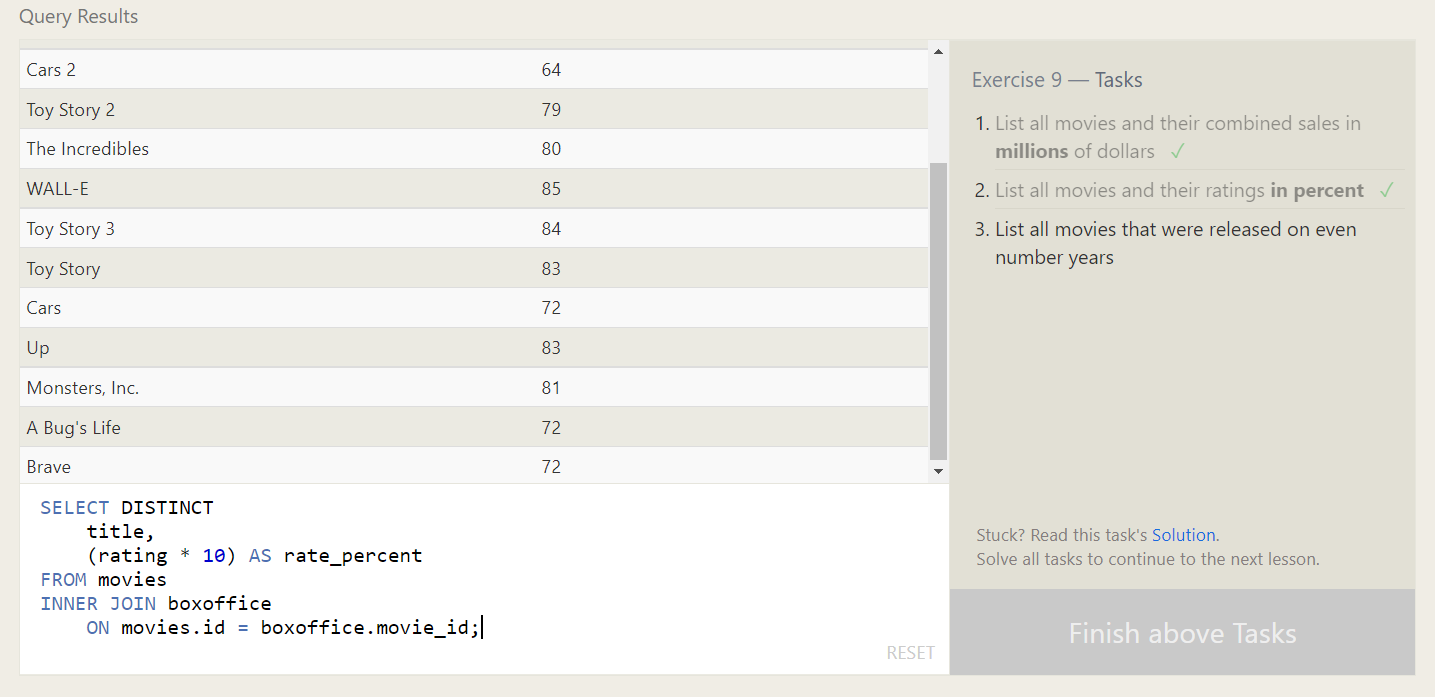 Query Results
Cars 2 64
Toy Story 2 79
The Incredibles 80
WALL-E 85
Toy Story 3 84
Toy Story 83
Cars 72
Up 83
Monsters, Inc. 81
A Bug's Life 72
Brave 72
SELECT DISTINCT
    title,
    (rating * 10) AS rate_percent
FROM movies
INNER JOIN boxoffice
    ON movies.id = boxoffice.movie_id;
RESET
Exercise 9 — Tasks
1. List all movies and their combined sales in
millions of dollars ✓
2. List all movies and their ratings in percent ✓
3. List all movies that were released on even
number years
Stuck? Read this task's Solution.
Solve all tasks to continue to the next lesson.
Finish above Tasks